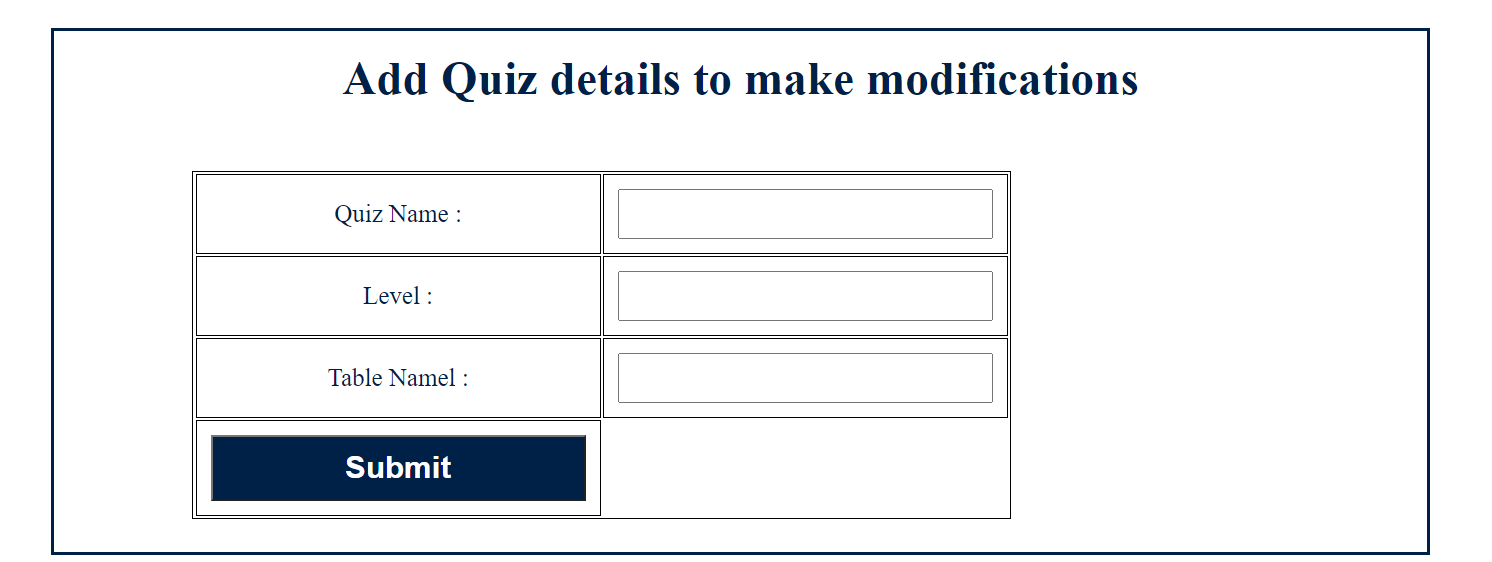 Add Quiz details to make modifications
Quiz Name :
Level :
Table Namel :
Submit